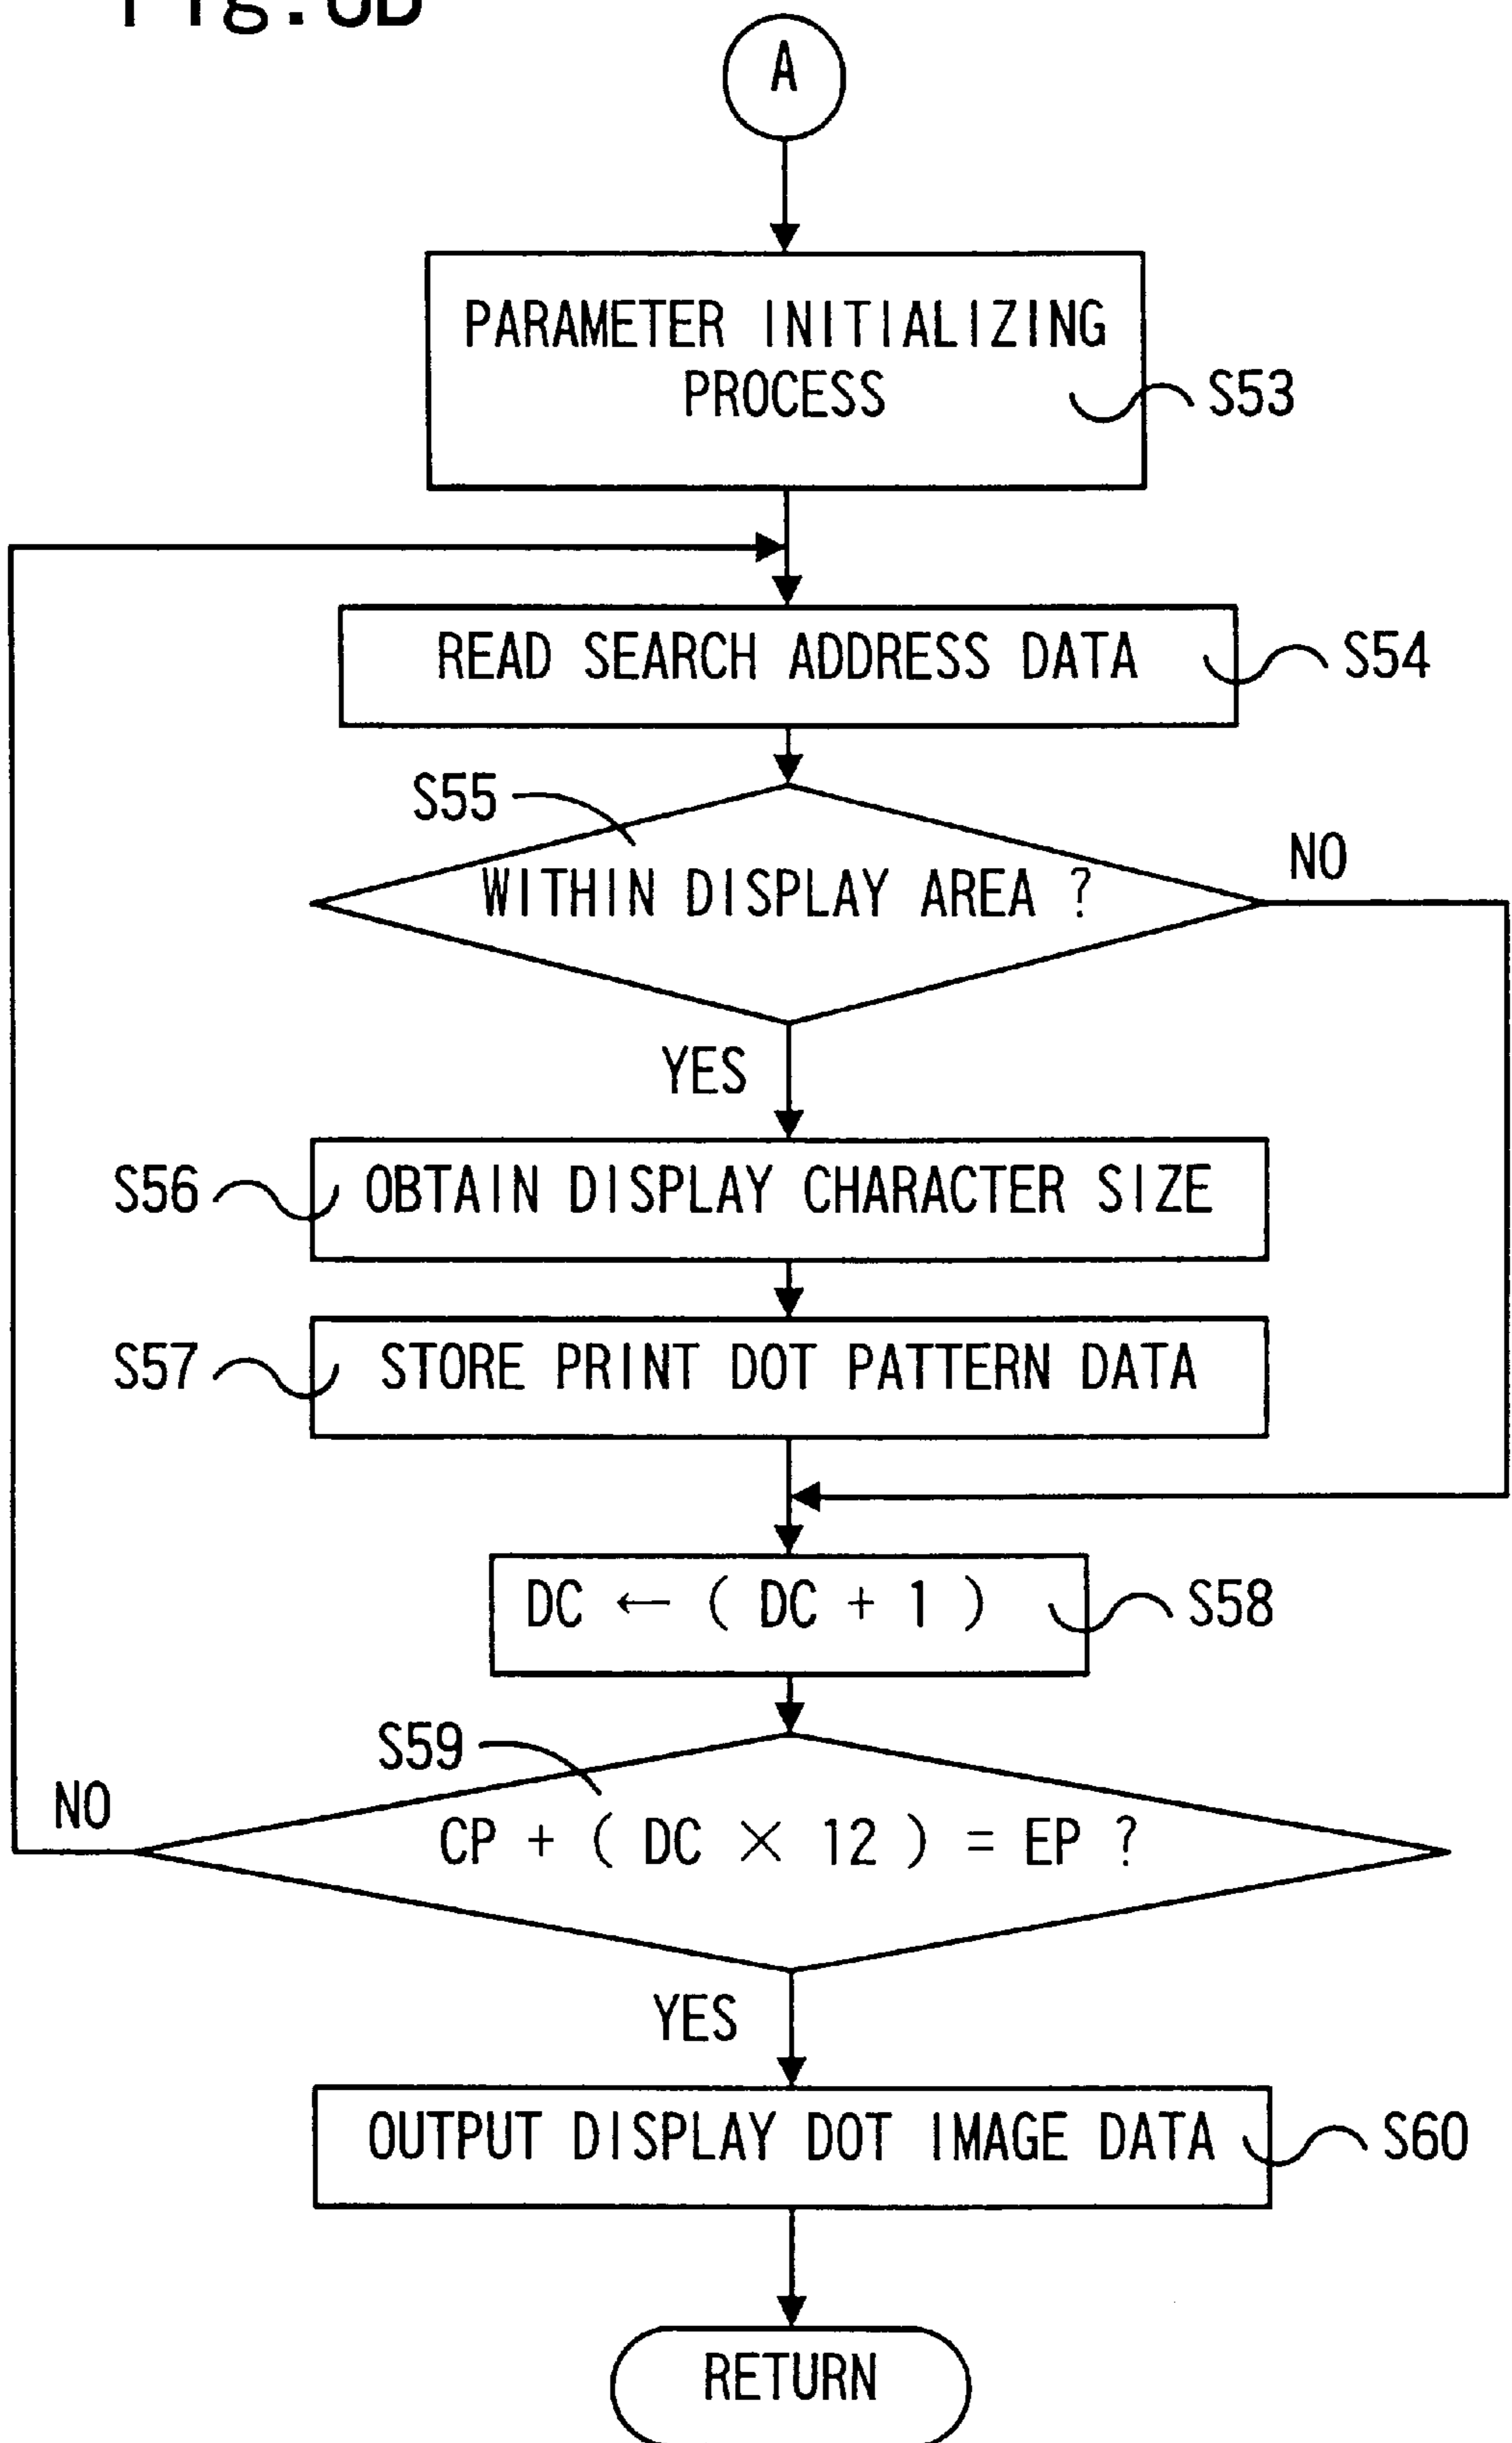 A
PARAMETER INITIALIZING
PROCESS
S53
READ SEARCH ADDRESS DATA
S54
S55
WITHIN DISPLAY AREA ?
NO
YES
S56
OBTAIN DISPLAY CHARACTER SIZE
S57
STORE PRINT DOT PATTERN DATA
DC ← ( DC + 1 )
S58
S59
NO
CP + ( DC × 12 ) = EP ?
YES
OUTPUT DISPLAY DOT IMAGE DATA
S60
RETURN